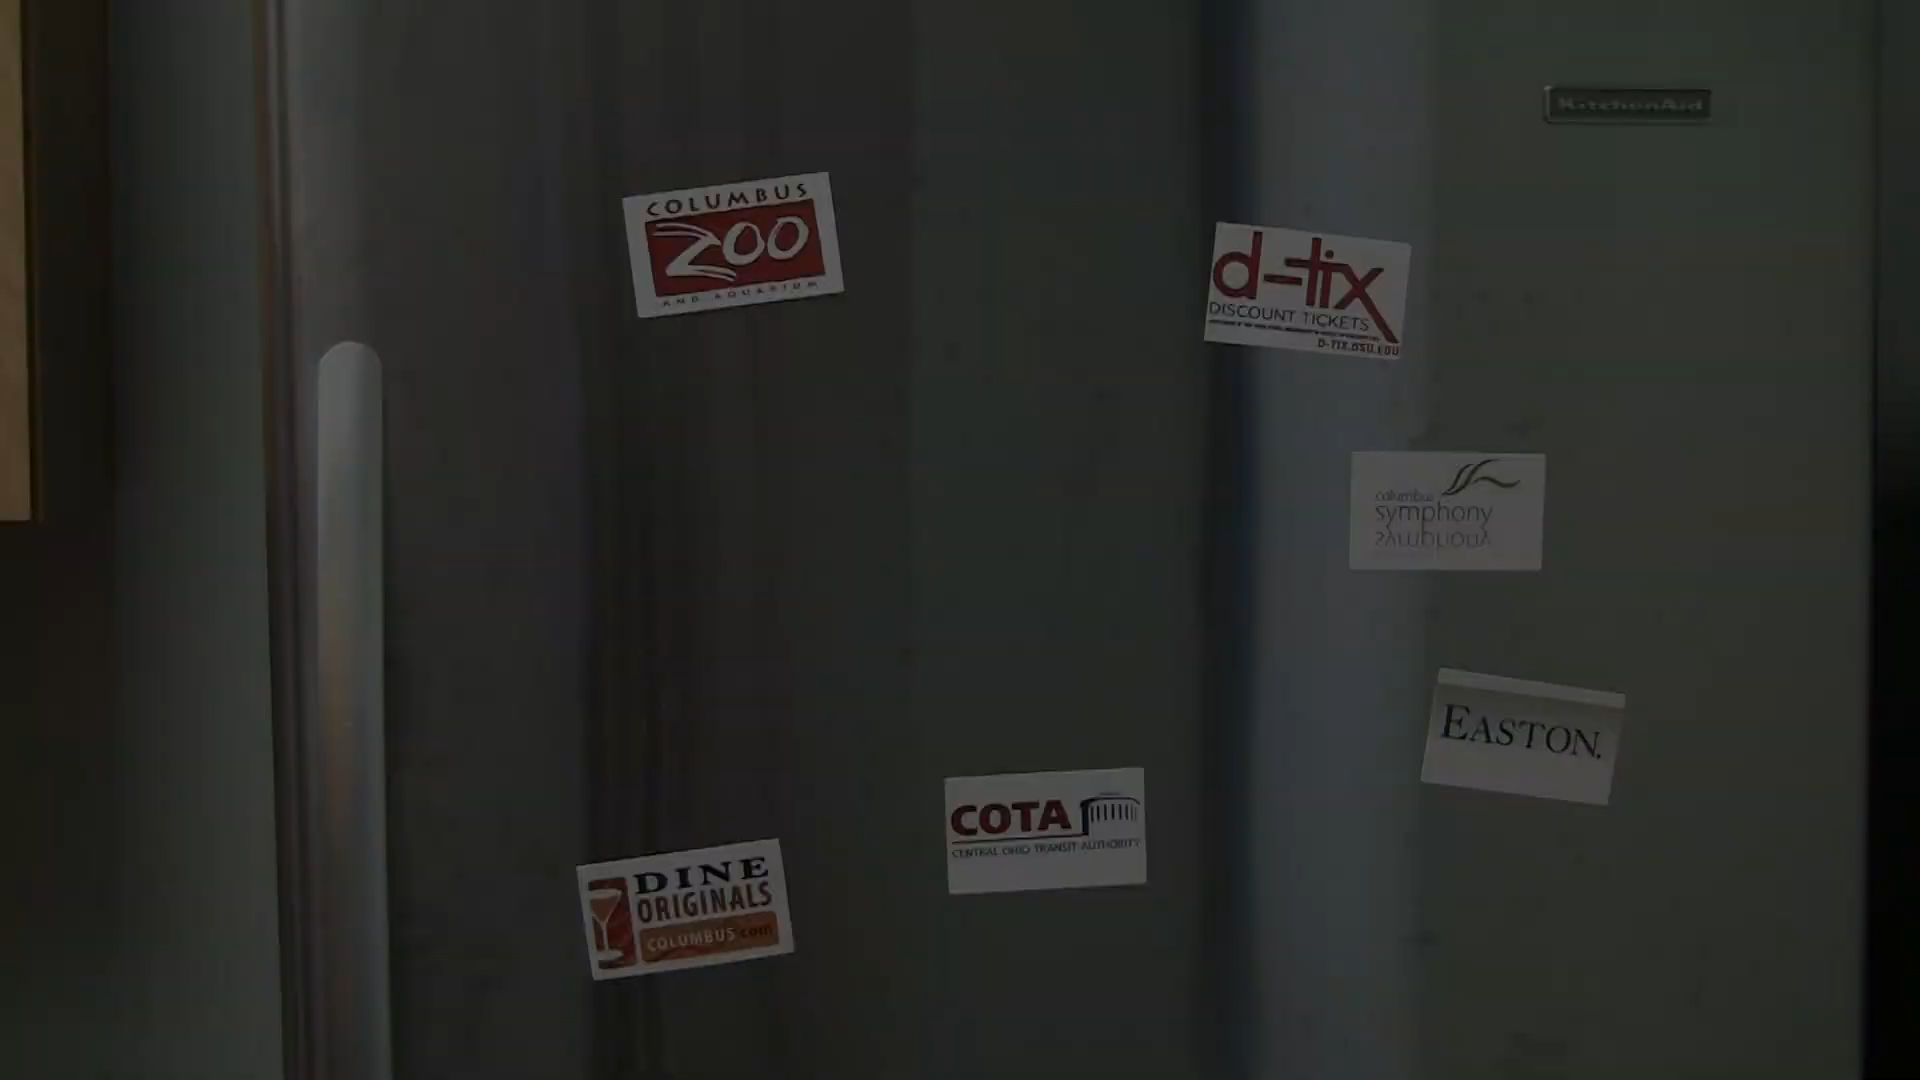 KitchenAid
COLUMBUS
ZOO
AND AQUARIUM
d-tix
DISCOUNT TICKETS
D-TIX.OSU.EDU
columbus
symphony
EASTON.
COTA
CENTRAL OHIO TRANSIT AUTHORITY
DINE
ORIGINALS
COLUMBUS.com